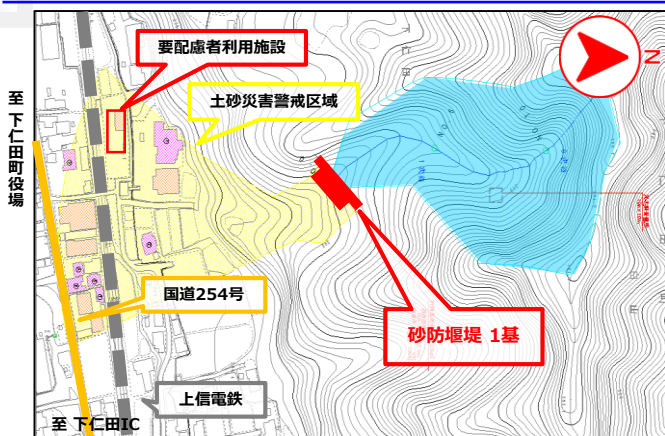 要配慮者利用施設
土砂災害警戒区域
N
至 下仁田町役場
国道254号
砂防堰堤 1基
上信電鉄
至 下仁田IC